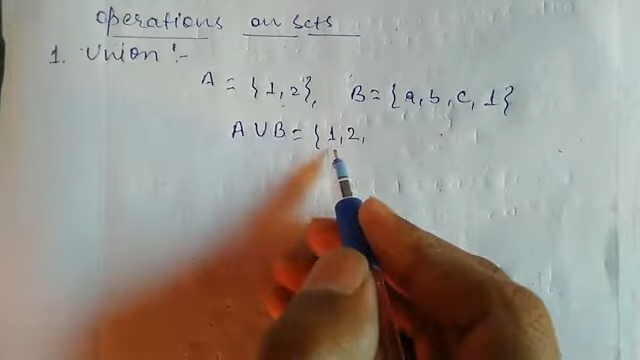 operations on sets
1. Union :-
A = {1, 2}, B = {a, b, c, 1}
A ∪ B = {1, 2,